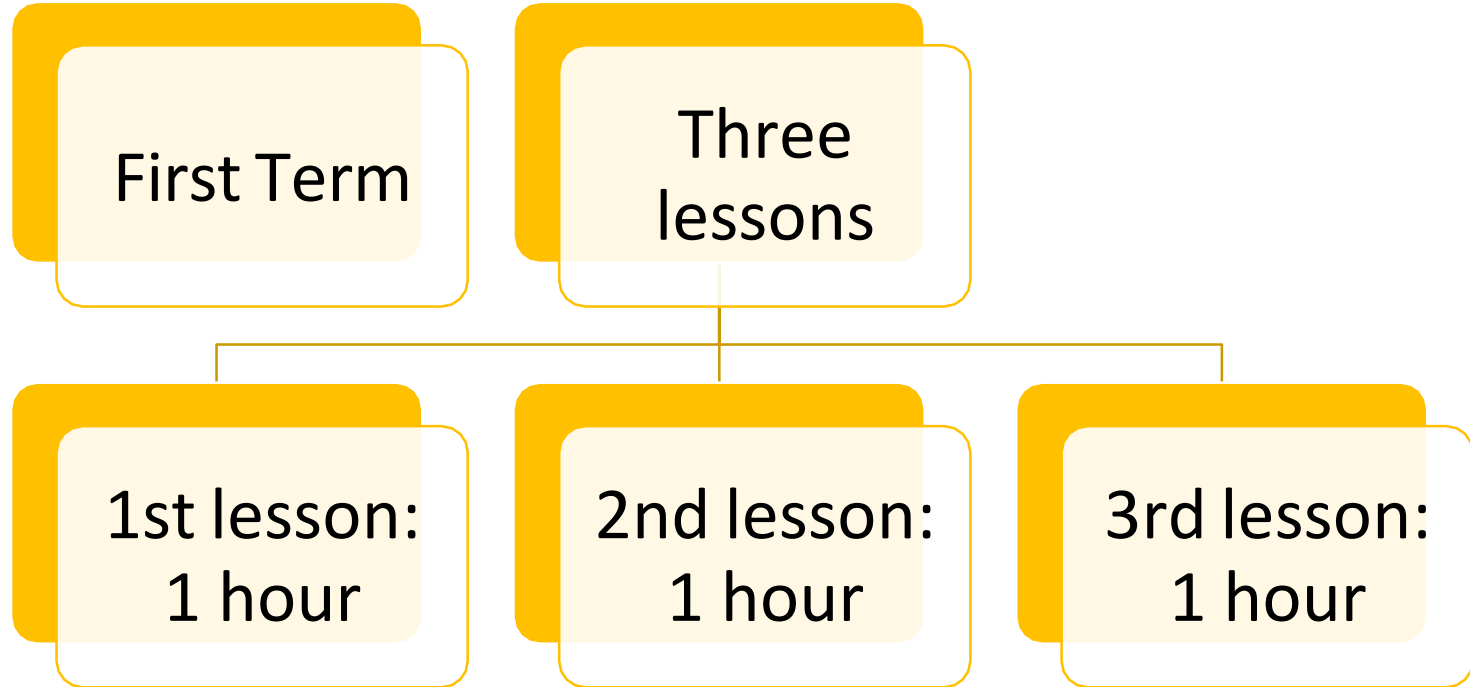 First Term
Three
lessons
1st lesson:
1 hour
2nd lesson:
1 hour
3rd lesson:
1 hour